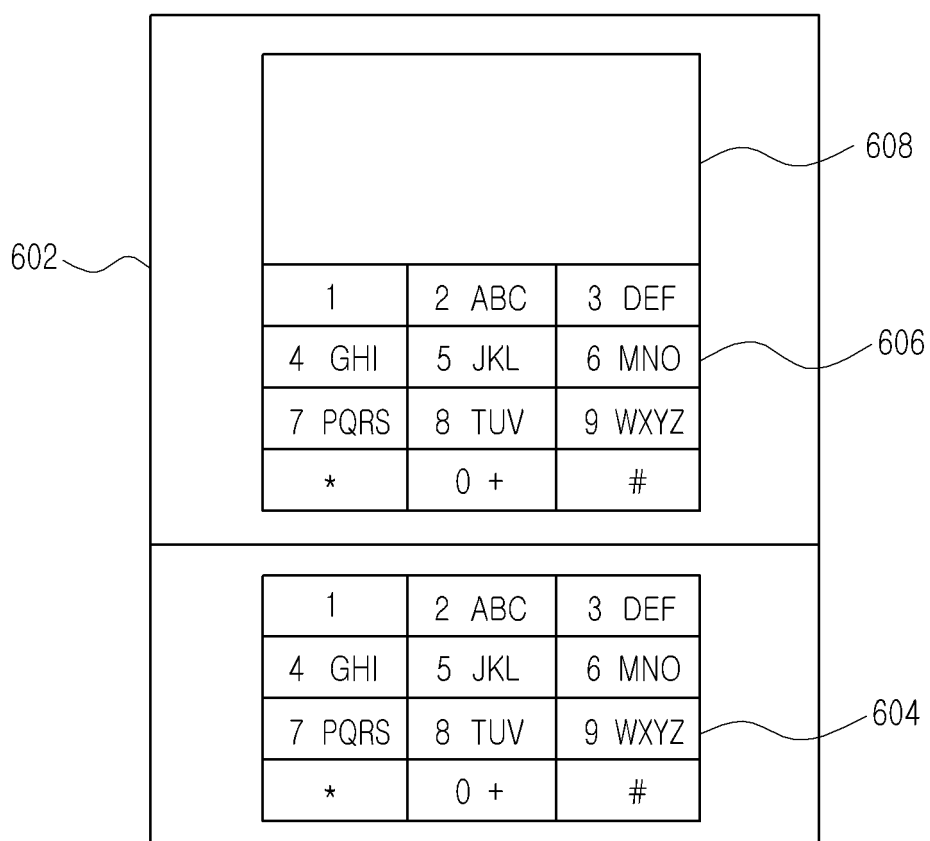 608
602
1 2 ABC 3 DEF
4 GHI 5 JKL 6 MNO
606
7 PQRS 8 TUV 9 WXYZ
* 0 + #
1 2 ABC 3 DEF
4 GHI 5 JKL 6 MNO
7 PQRS 8 TUV 9 WXYZ
604
* 0 + #